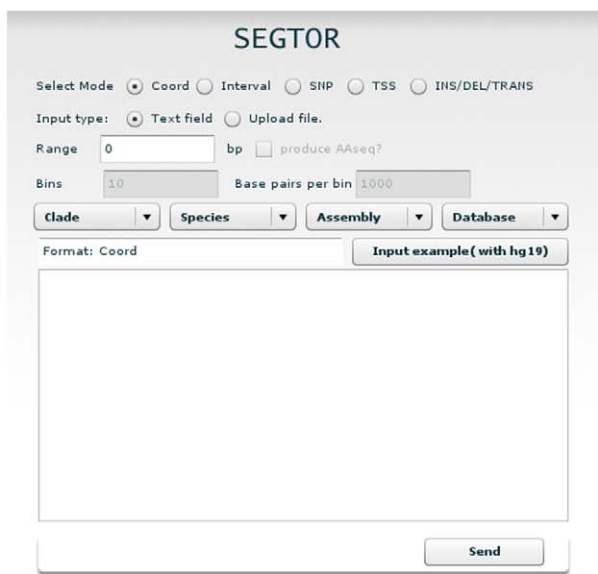 SEGTOR
Select Mode Coord Interval SNP TSS INS/DEL/TRANS
Input type: Text field Upload file.
Range 0 bp produce AAseq?
Bins 10 Base pairs per bin 1000
Clade Species Assembly Database
Format: Coord Input example( with hg19)
Send